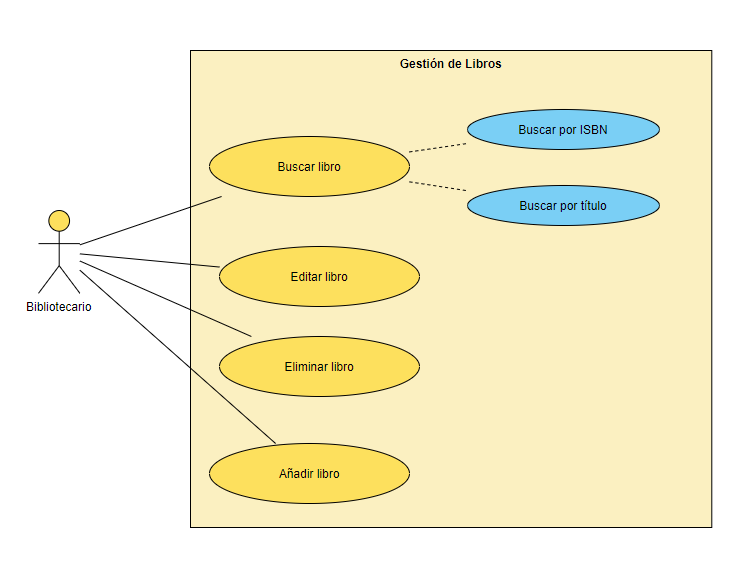 Gestión de Libros
Buscar por ISBN
Buscar libro
Buscar por título
Editar libro
Bibliotecario
Eliminar libro
Añadir libro